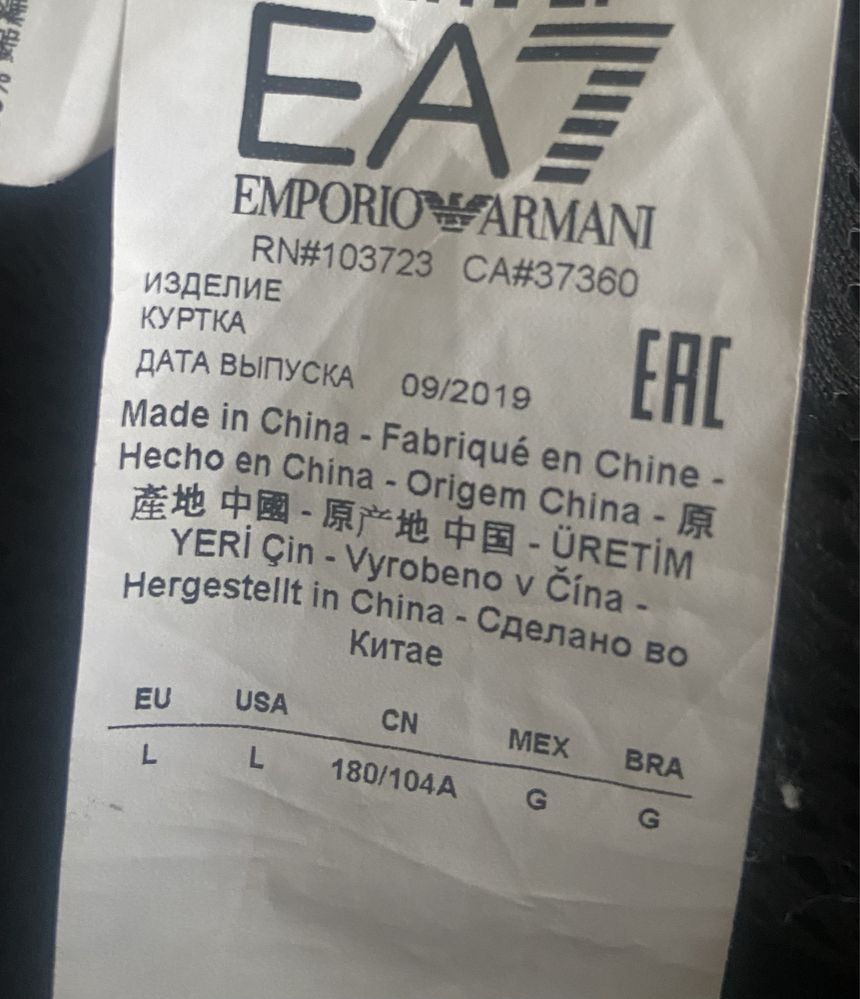 EA7
EMPORIO ARMANI
RN#103723 CA#37360
ИЗДЕЛИЕ
КУРТКА
ДАТА ВЫПУСКА 09/2019
EAC
Made in China - Fabriqué en Chine -
Hecho en China - Origem China - 原
產地 中國 - 原产地 中国 - ÜRETİM
YERİ Çin - Vyrobeno v Čína -
Hergestellt in China - Сделано во
Китае
EU USA CN MEX BRA
L L 180/104A G G